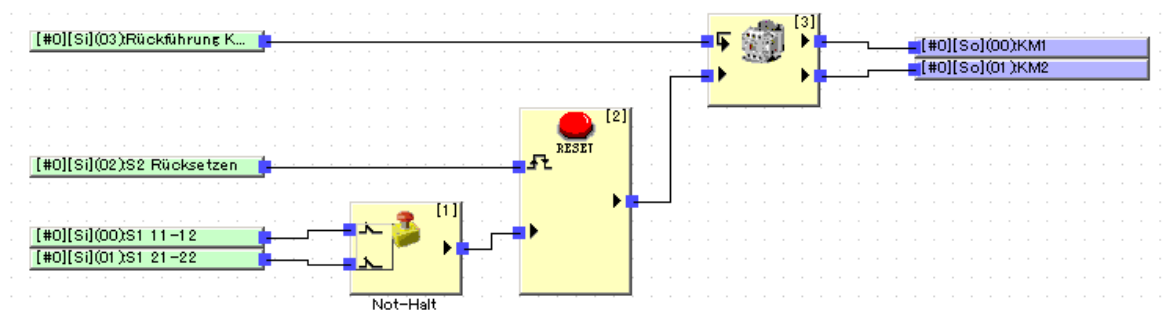 [3]
[#0][Si](03):Rückführung K...
[#0][So](00):KM1
[#0][So](01):KM2
[2]
RESET
[#0][Si](02):S2 Rücksetzen
[1]
[#0][Si](00):S1 11-12
[#0][Si](01):S1 21-22
Not-Halt